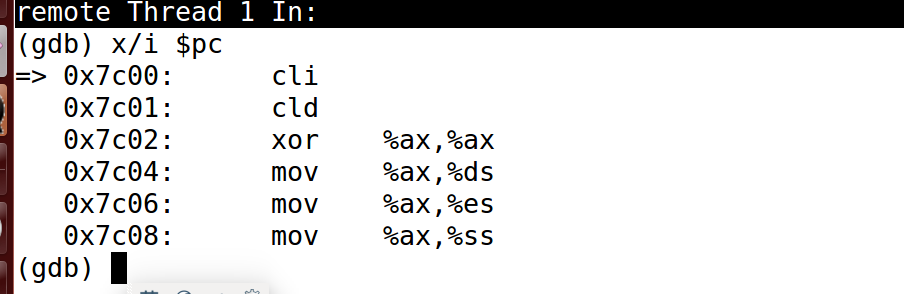 remote Thread 1 In:
(gdb) x/i $pc
=> 0x7c00:      cli
   0x7c01:      cld
   0x7c02:      xor    %ax,%ax
   0x7c04:      mov    %ax,%ds
   0x7c06:      mov    %ax,%es
   0x7c08:      mov    %ax,%ss
(gdb)